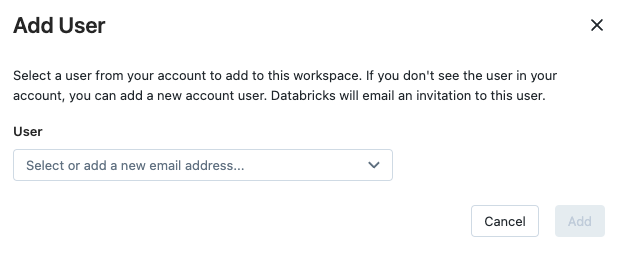 Add User
Select a user from your account to add to this workspace. If you don't see the user in your
account, you can add a new account user. Databricks will email an invitation to this user.
User
Select or add a new email address...
Cancel
Add